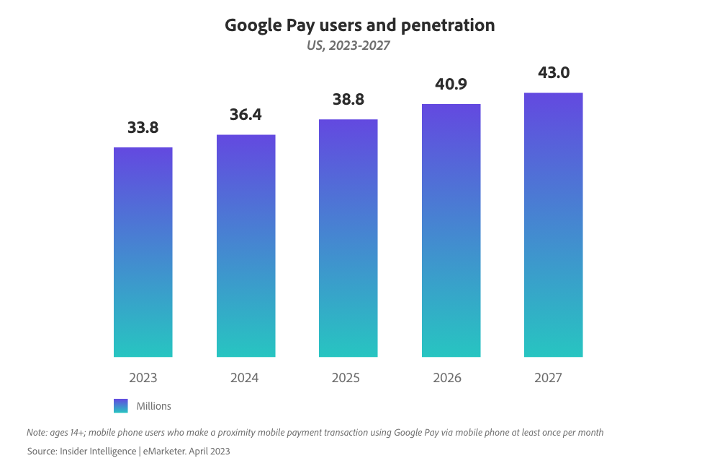 Google Pay users and penetration
US, 2023-2027
33.8
36.4
38.8
40.9
43.0
2023
2024
2025
2026
2027
Millions
Note: ages 14+; mobile phone users who make a proximity mobile payment transaction using Google Pay via mobile phone at least once per month
Source: Insider Intelligence | eMarketer. April 2023